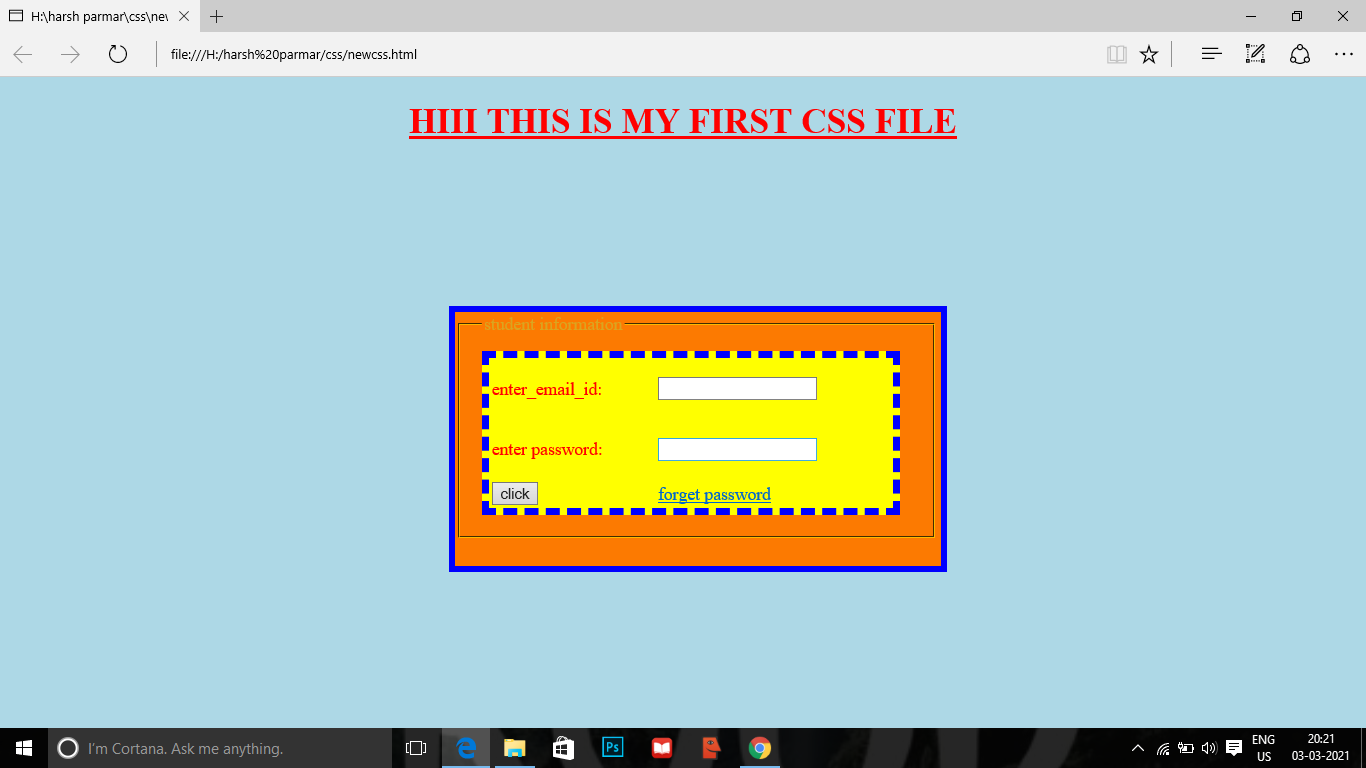 H:\harsh parmar\css\nev
file:///H:/harsh%20parmar/css/newcss.html
HIII THIS IS MY FIRST CSS FILE
student information
enter_email_id:
enter password:
click
forget password
I'm Cortana. Ask me anything.
Ps
ENG
US
20:21
03-03-2021